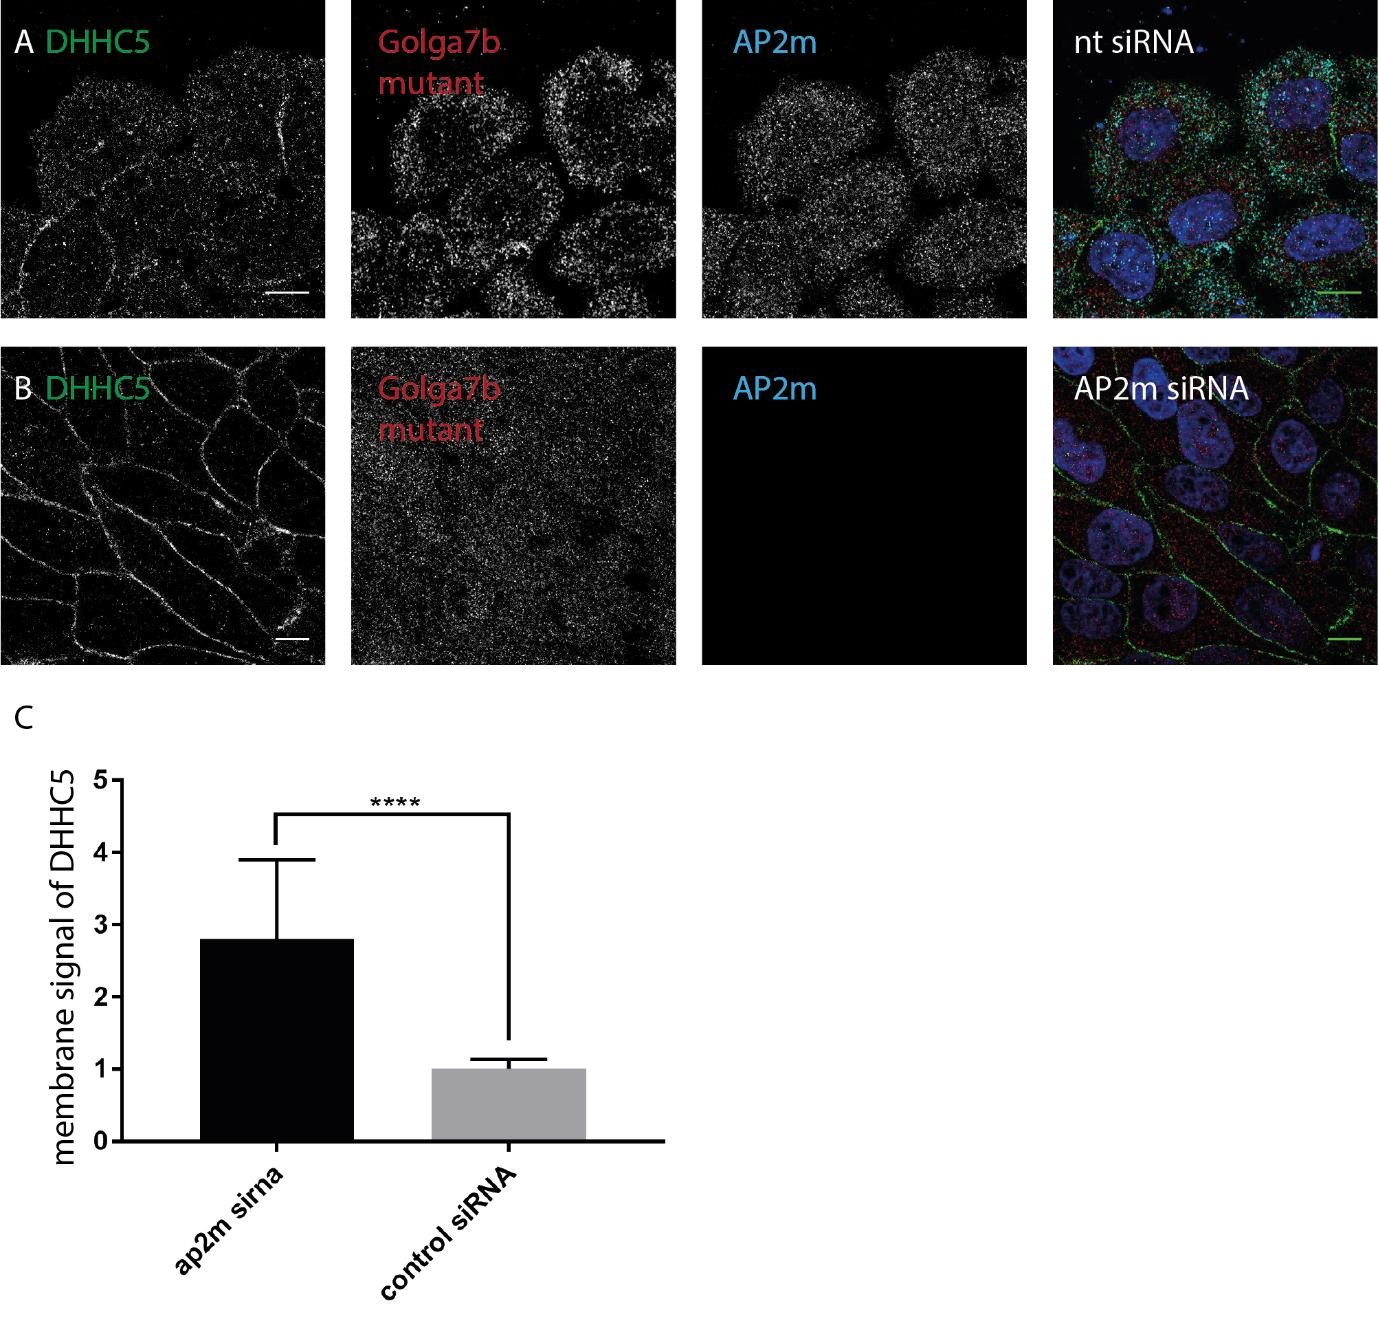 A DHHC5
Golga7b
mutant
AP2m
nt siRNA
B DHHC5
Golga7b
mutant
AP2m
AP2m siRNA
C
membrane signal of DHHC5
5
4
3
2
1
0
****
ap2m sirna
control siRNA